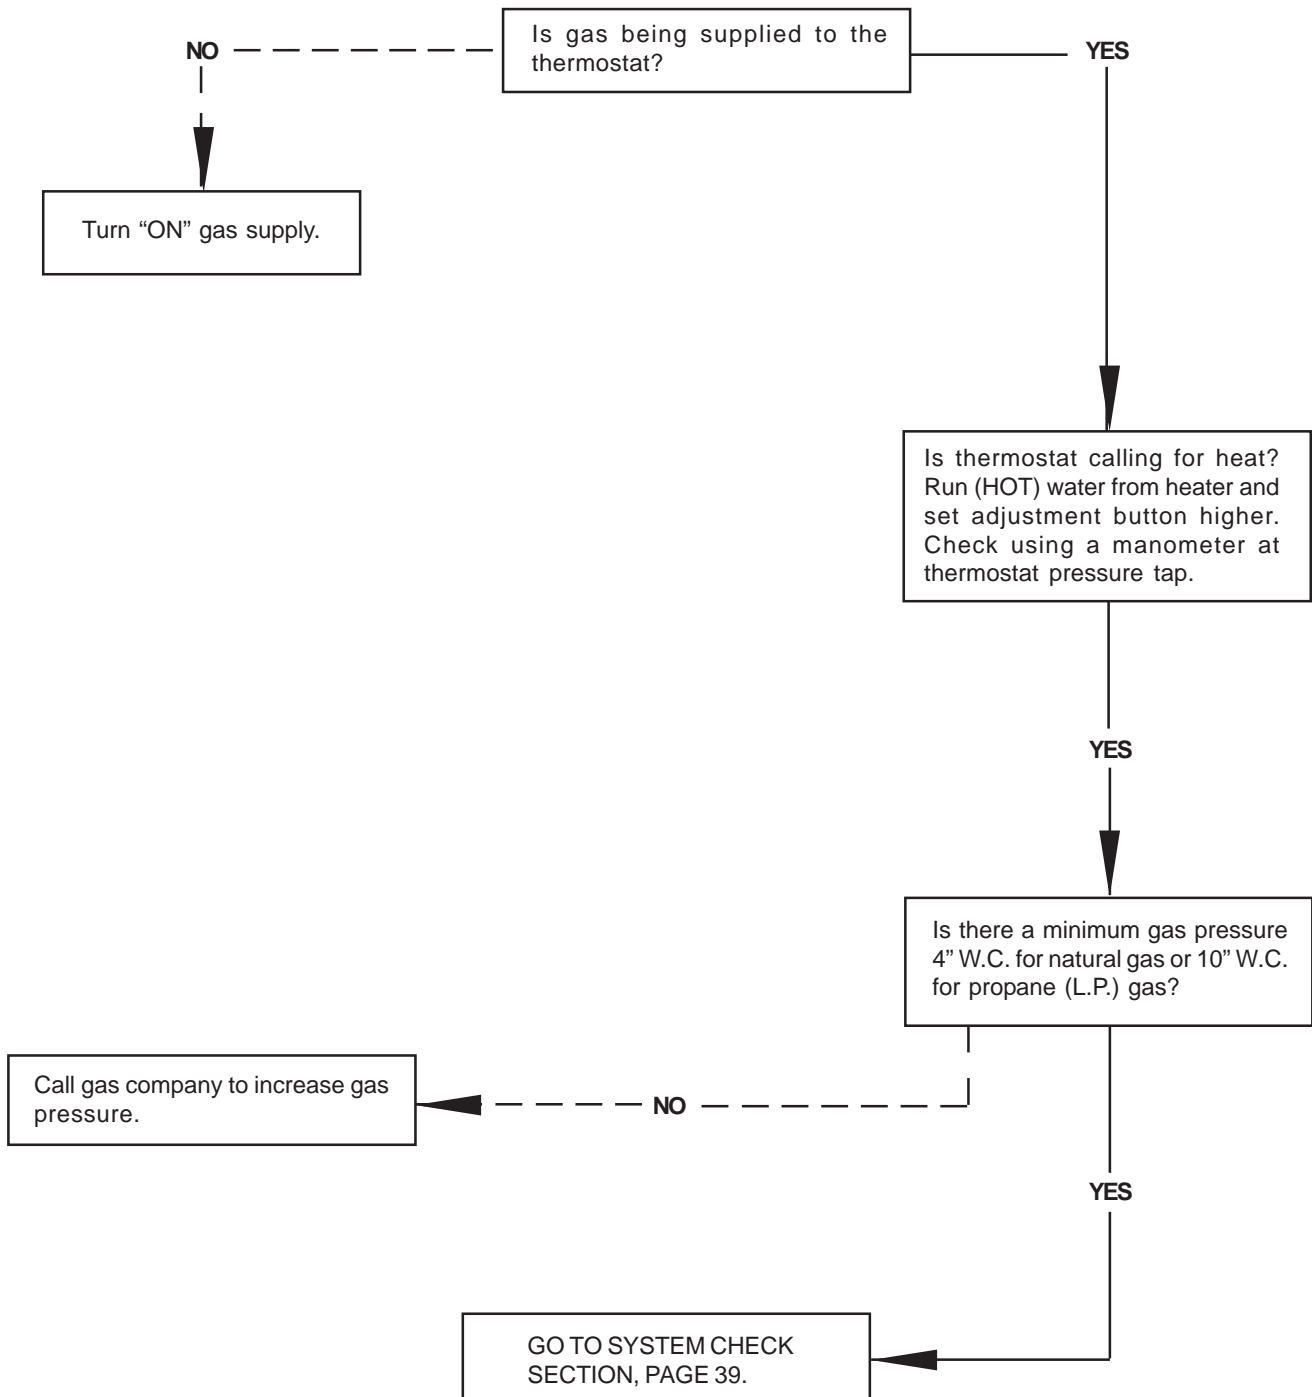 Is gas being supplied to the
thermostat?
NO
YES
Turn “ON” gas supply.
Is thermostat calling for heat?
Run (HOT) water from heater and
set adjustment button higher.
Check using a manometer at
thermostat pressure tap.
YES
Is there a minimum gas pressure
4” W.C. for natural gas or 10” W.C.
for propane (L.P.) gas?
Call gas company to increase gas
pressure.
NO
YES
GO TO SYSTEM CHECK
SECTION, PAGE 39.